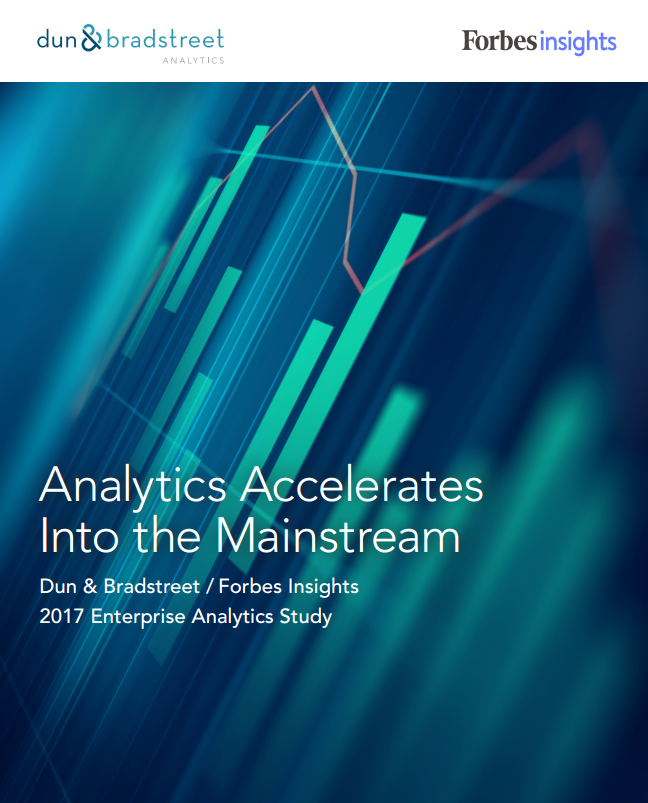 dun & bradstreet
ANALYTICS
Forbes insights
Analytics Accelerates
Into the Mainstream
Dun & Bradstreet / Forbes Insights
2017 Enterprise Analytics Study